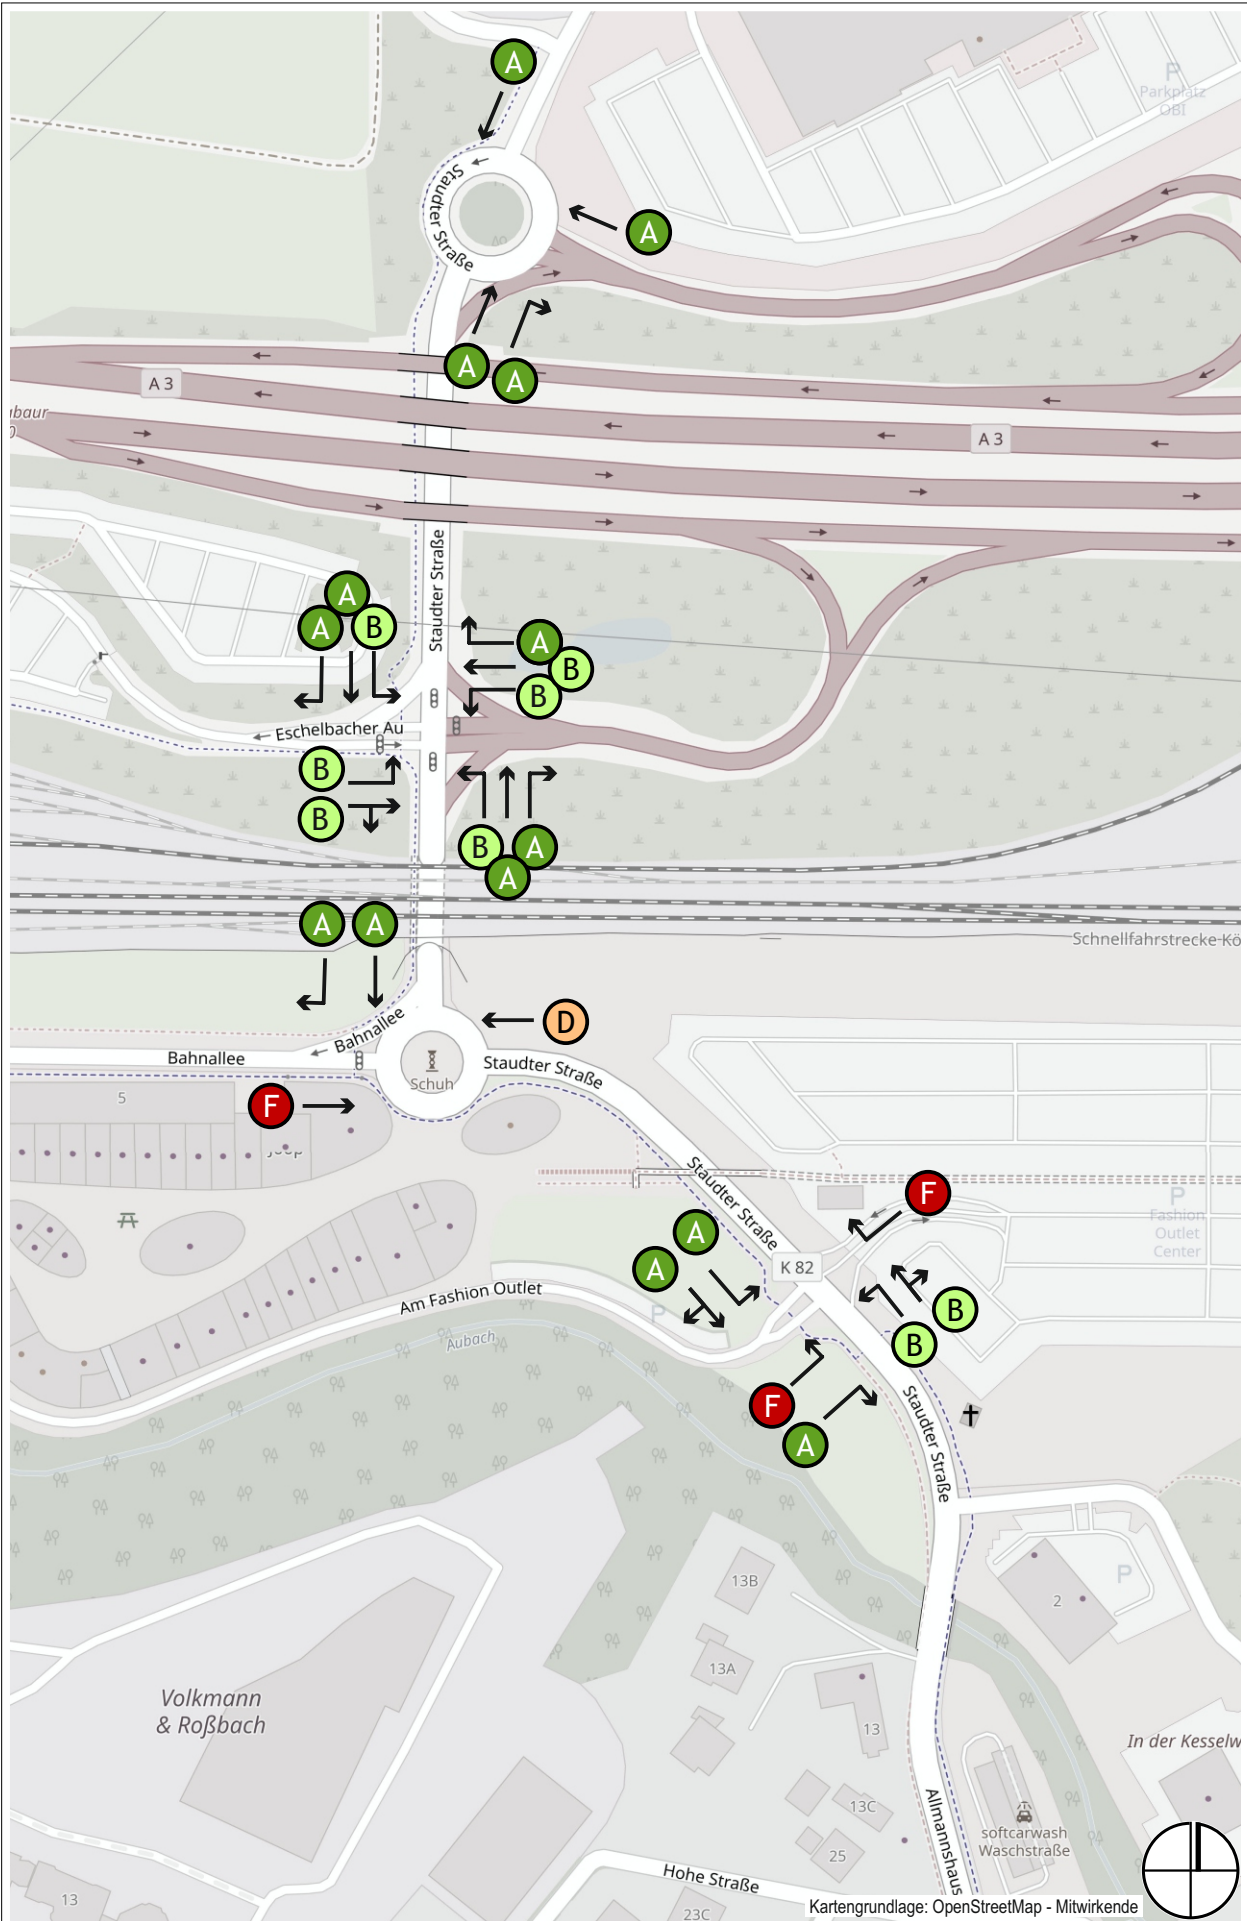 A
P
Parkplatz
OBI
Staudter Straße
A
A
A
A 3
A 3
baur
Staudter Straße
A
A
B
A
B
B
Eschelbacher Au
B
B
B
A
A
A
A
Schnellfahrstrecke Kö
D
Bahnallee
Bahnallee
Staudter Straße
Schuh
5
F
Joop
Staudter Straße
F
P
Fashion
Outlet
Center
A
A
K 82
Am Fashion Outlet
P
B
B
Aubach
F
A
Staudter Straße
13B
2
P
13A
Volkmann
& Roßbach
13
In der Kesselw
Allmannshaus
13C
softcarwash
Waschstraße
25
Hohe Straße
13
23C
Kartengrundlage: OpenStreetMap - Mitwirkende